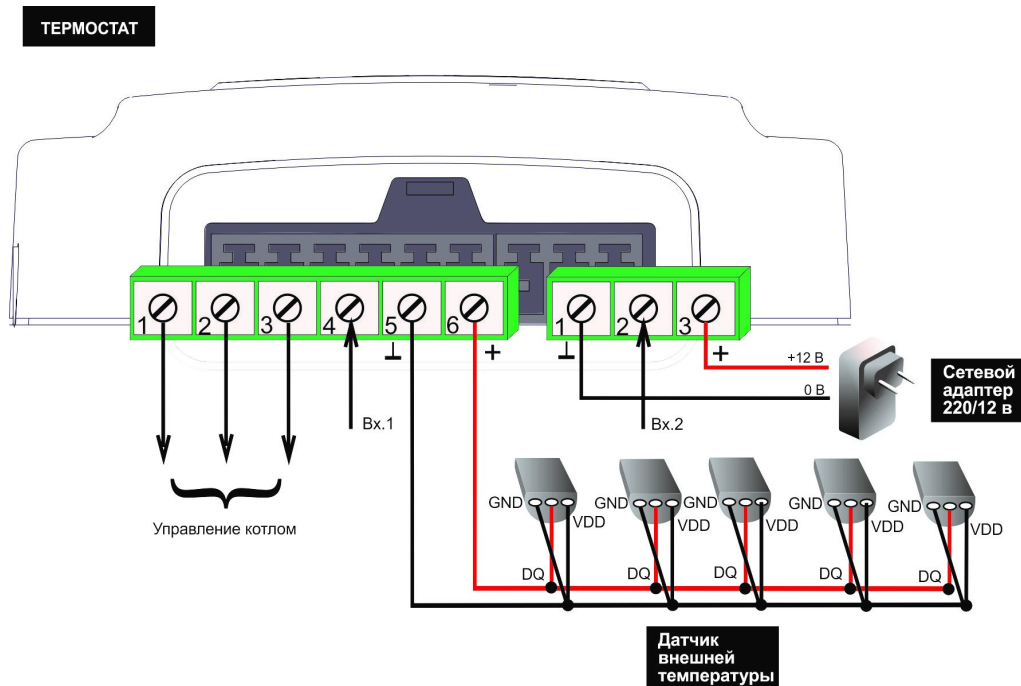 ТЕРМОСТАТ
1 2 3 4 5 6
⊥ +
1 2 3
⊥ +
+12 В
0 В
Сетевой
адаптер
220/12 в
Вх.1
Вх.2
Управление котлом
GND VDD DQ
GND VDD DQ
GND VDD DQ
GND VDD DQ
GND VDD DQ
Датчик
внешней
температуры